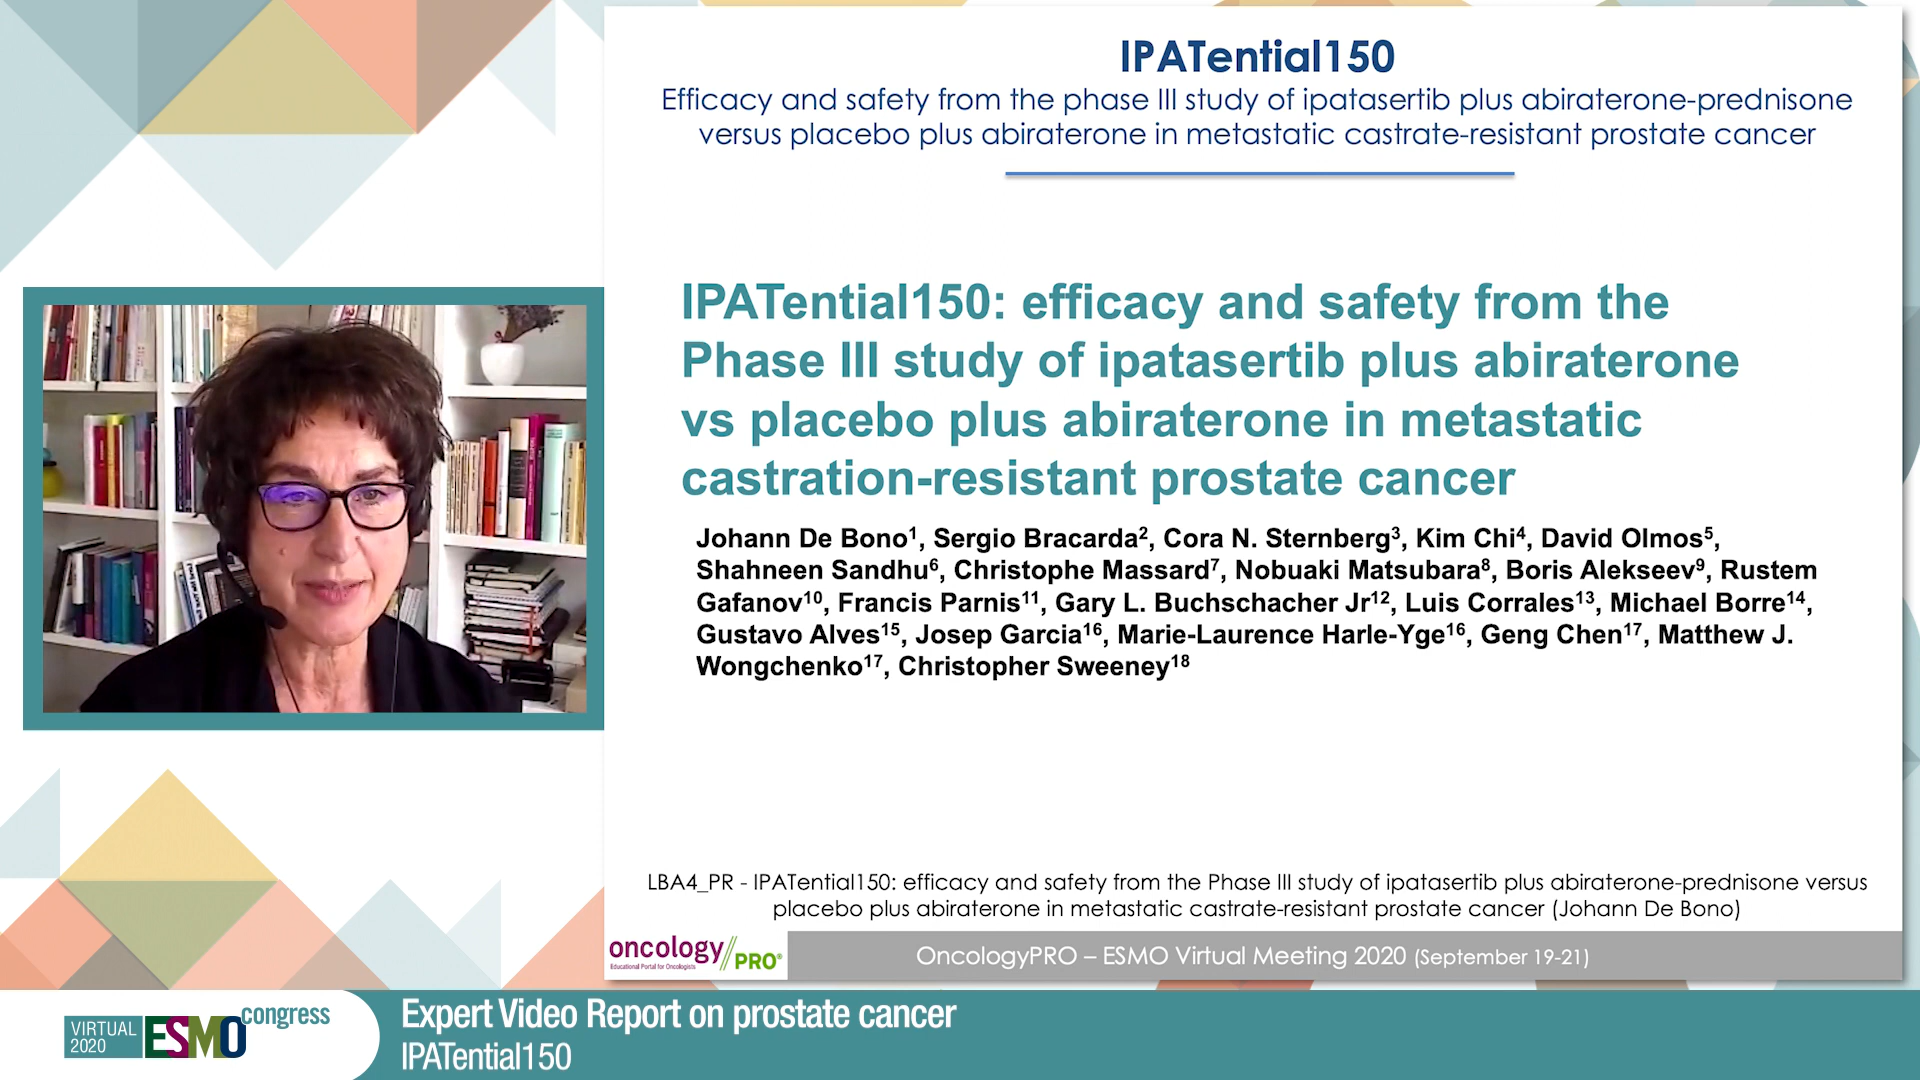 IPATential150
Efficacy and safety from the phase III study of ipatasertib plus abiraterone-prednisone
versus placebo plus abiraterone in metastatic castrate-resistant prostate cancer
IPATential150: efficacy and safety from the
Phase III study of ipatasertib plus abiraterone
vs placebo plus abiraterone in metastatic
castration-resistant prostate cancer
Johann De Bono¹, Sergio Bracarda², Cora N. Sternberg³, Kim Chi⁴, David Olmos⁵,
Shahneen Sandhu⁶, Christophe Massard⁷, Nobuaki Matsubara⁸, Boris Alekseev⁹, Rustem
Gafanov¹⁰, Francis Parnis¹¹, Gary L. Buchschacher Jr¹², Luis Corrales¹³, Michael Borre¹⁴,
Gustavo Alves¹⁵, Josep Garcia¹⁶, Marie-Laurence Harle-Yge¹⁶, Geng Chen¹⁷, Matthew J.
Wongchenko¹⁷, Christopher Sweeney¹⁸
LBA4_PR - IPATential150: efficacy and safety from the Phase III study of ipatasertib plus abiraterone-prednisone versus
placebo plus abiraterone in metastatic castrate-resistant prostate cancer (Johann De Bono)
oncology//PRO®
Educational Portal for Oncologists
OncologyPRO – ESMO Virtual Meeting 2020 (September 19-21)
VIRTUAL
2020
ESMO congress
Expert Video Report on prostate cancer
IPATential150